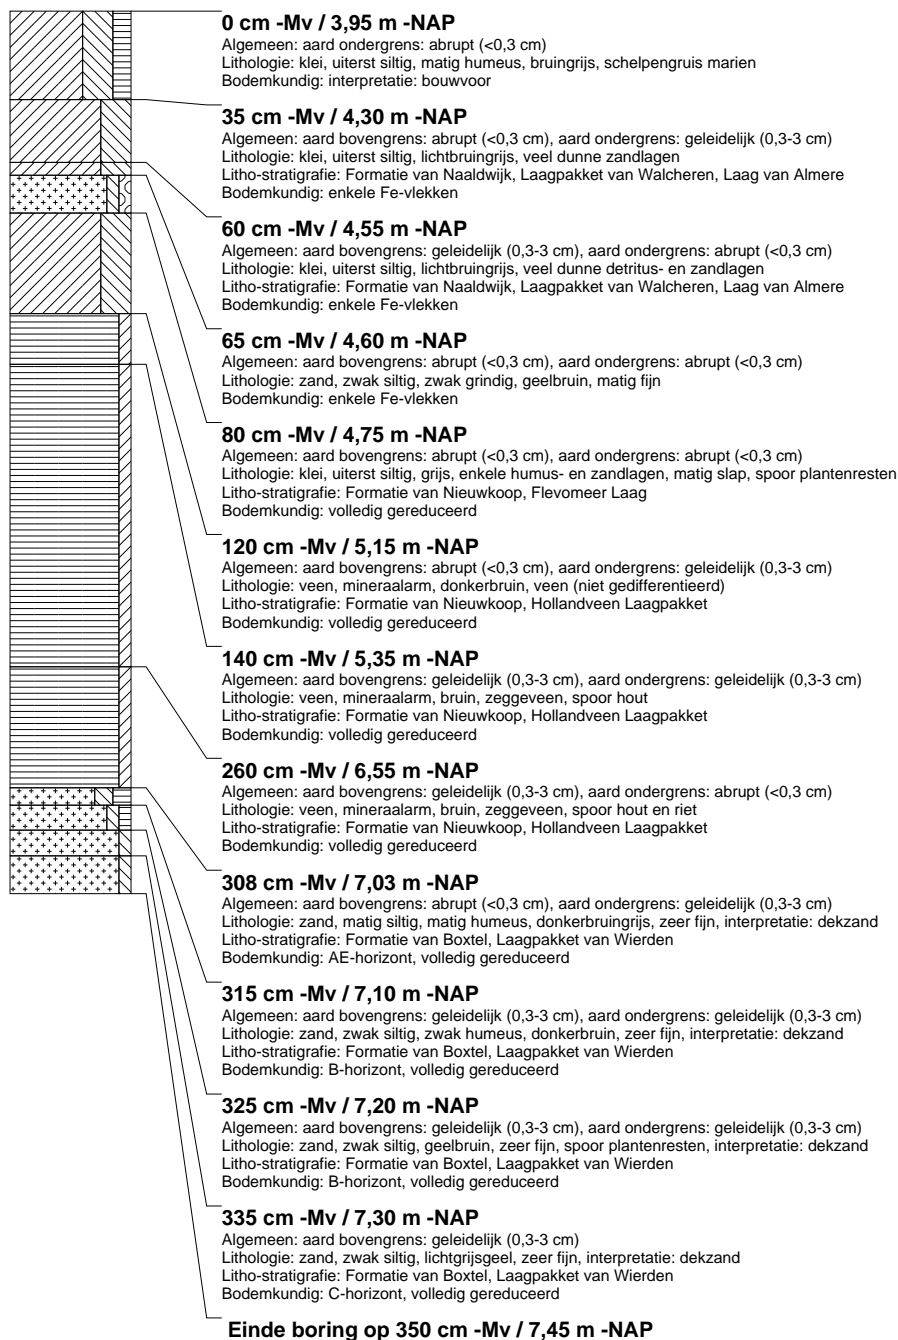 0 cm -Mv / 3,95 m -NAP
Algemeen: aard ondergrens: abrupt (<0,3 cm)
Lithologie: klei, uiterst siltig, matig humeus, bruingrijs, schelpengruis marien
Bodemkundig: interpretatie: bouwvoor
35 cm -Mv / 4,30 m -NAP
Algemeen: aard bovengrens: abrupt (<0,3 cm), aard ondergrens: geleidelijk (0,3-3 cm)
Lithologie: klei, uiterst siltig, lichtbruingrijs, veel dunne zandlagen
Litho-stratigrafie: Formatie van Naaldwijk, Laagpakket van Walcheren, Laag van Almere
Bodemkundig: enkele Fe-vlekken
60 cm -Mv / 4,55 m -NAP
Algemeen: aard bovengrens: geleidelijk (0,3-3 cm), aard ondergrens: abrupt (<0,3 cm)
Lithologie: klei, uiterst siltig, lichtbruingrijs, veel dunne detritus- en zandlagen
Litho-stratigrafie: Formatie van Naaldwijk, Laagpakket van Walcheren, Laag van Almere
Bodemkundig: enkele Fe-vlekken
65 cm -Mv / 4,60 m -NAP
Algemeen: aard bovengrens: abrupt (<0,3 cm), aard ondergrens: abrupt (<0,3 cm)
Lithologie: zand, zwak siltig, zwak grindig, geelbruin, matig fijn
Bodemkundig: enkele Fe-vlekken
80 cm -Mv / 4,75 m -NAP
Algemeen: aard bovengrens: abrupt (<0,3 cm), aard ondergrens: abrupt (<0,3 cm)
Lithologie: klei, uiterst siltig, grijs, enkele humus- en zandlagen, matig slap, spoor plantenresten
Litho-stratigrafie: Formatie van Nieuwkoop, Flevomeer Laag
Bodemkundig: volledig gereduceerd
120 cm -Mv / 5,15 m -NAP
Algemeen: aard bovengrens: abrupt (<0,3 cm), aard ondergrens: geleidelijk (0,3-3 cm)
Lithologie: veen, mineraalarm, donkerbruin, veen (niet gedifferentieerd)
Litho-stratigrafie: Formatie van Nieuwkoop, Hollandveen Laagpakket
Bodemkundig: volledig gereduceerd
140 cm -Mv / 5,35 m -NAP
Algemeen: aard bovengrens: geleidelijk (0,3-3 cm), aard ondergrens: geleidelijk (0,3-3 cm)
Lithologie: veen, mineraalarm, bruin, zeggeveen, spoor hout
Litho-stratigrafie: Formatie van Nieuwkoop, Hollandveen Laagpakket
Bodemkundig: volledig gereduceerd
260 cm -Mv / 6,55 m -NAP
Algemeen: aard bovengrens: geleidelijk (0,3-3 cm), aard ondergrens: abrupt (<0,3 cm)
Lithologie: veen, mineraalarm, bruin, zeggeveen, spoor hout en riet
Litho-stratigrafie: Formatie van Nieuwkoop, Hollandveen Laagpakket
Bodemkundig: volledig gereduceerd
308 cm -Mv / 7,03 m -NAP
Algemeen: aard bovengrens: abrupt (<0,3 cm), aard ondergrens: geleidelijk (0,3-3 cm)
Lithologie: zand, matig siltig, matig humeus, donkerbruingrijs, zeer fijn, interpretatie: dekzand
Litho-stratigrafie: Formatie van Boxtel, Laagpakket van Wierden
Bodemkundig: AE-horizont, volledig gereduceerd
315 cm -Mv / 7,10 m -NAP
Algemeen: aard bovengrens: geleidelijk (0,3-3 cm), aard ondergrens: geleidelijk (0,3-3 cm)
Lithologie: zand, zwak siltig, zwak humeus, donkerbruin, zeer fijn, interpretatie: dekzand
Litho-stratigrafie: Formatie van Boxtel, Laagpakket van Wierden
Bodemkundig: B-horizont, volledig gereduceerd
325 cm -Mv / 7,20 m -NAP
Algemeen: aard bovengrens: geleidelijk (0,3-3 cm), aard ondergrens: geleidelijk (0,3-3 cm)
Lithologie: zand, zwak siltig, geelbruin, zeer fijn, spoor plantenresten, interpretatie: dekzand
Litho-stratigrafie: Formatie van Boxtel, Laagpakket van Wierden
Bodemkundig: B-horizont, volledig gereduceerd
335 cm -Mv / 7,30 m -NAP
Algemeen: aard bovengrens: geleidelijk (0,3-3 cm)
Lithologie: zand, zwak siltig, lichtgrijsgeel, zeer fijn, interpretatie: dekzand
Litho-stratigrafie: Formatie van Boxtel, Laagpakket van Wierden
Bodemkundig: C-horizont, volledig gereduceerd
Einde boring op 350 cm -Mv / 7,45 m -NAP